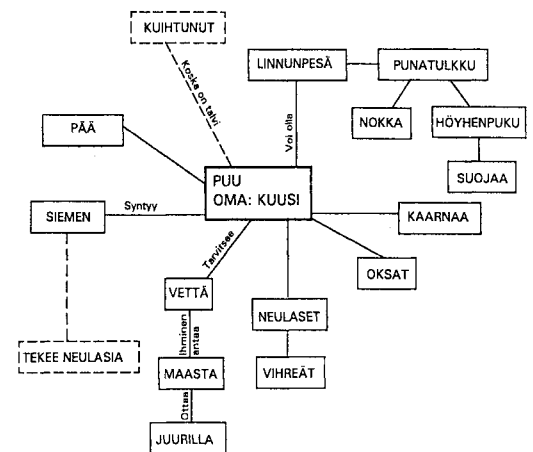 KUIHTUNUT
Koska on talvi
LINNUNPESÄ
PUNATULKKU
Voi olla
NOKKA
HÖYHENPUKU
SUOJAA
PÄÄ
PUU
OMA: KUUSI
SIEMEN
Syntyy
KAARNAA
OKSAT
Tarvitsee
VETTÄ
NEULASET
Ihminen
antaa
TEKEE NEULASIA
MAASTA
VIHREÄT
Ottaa
JUURILLA